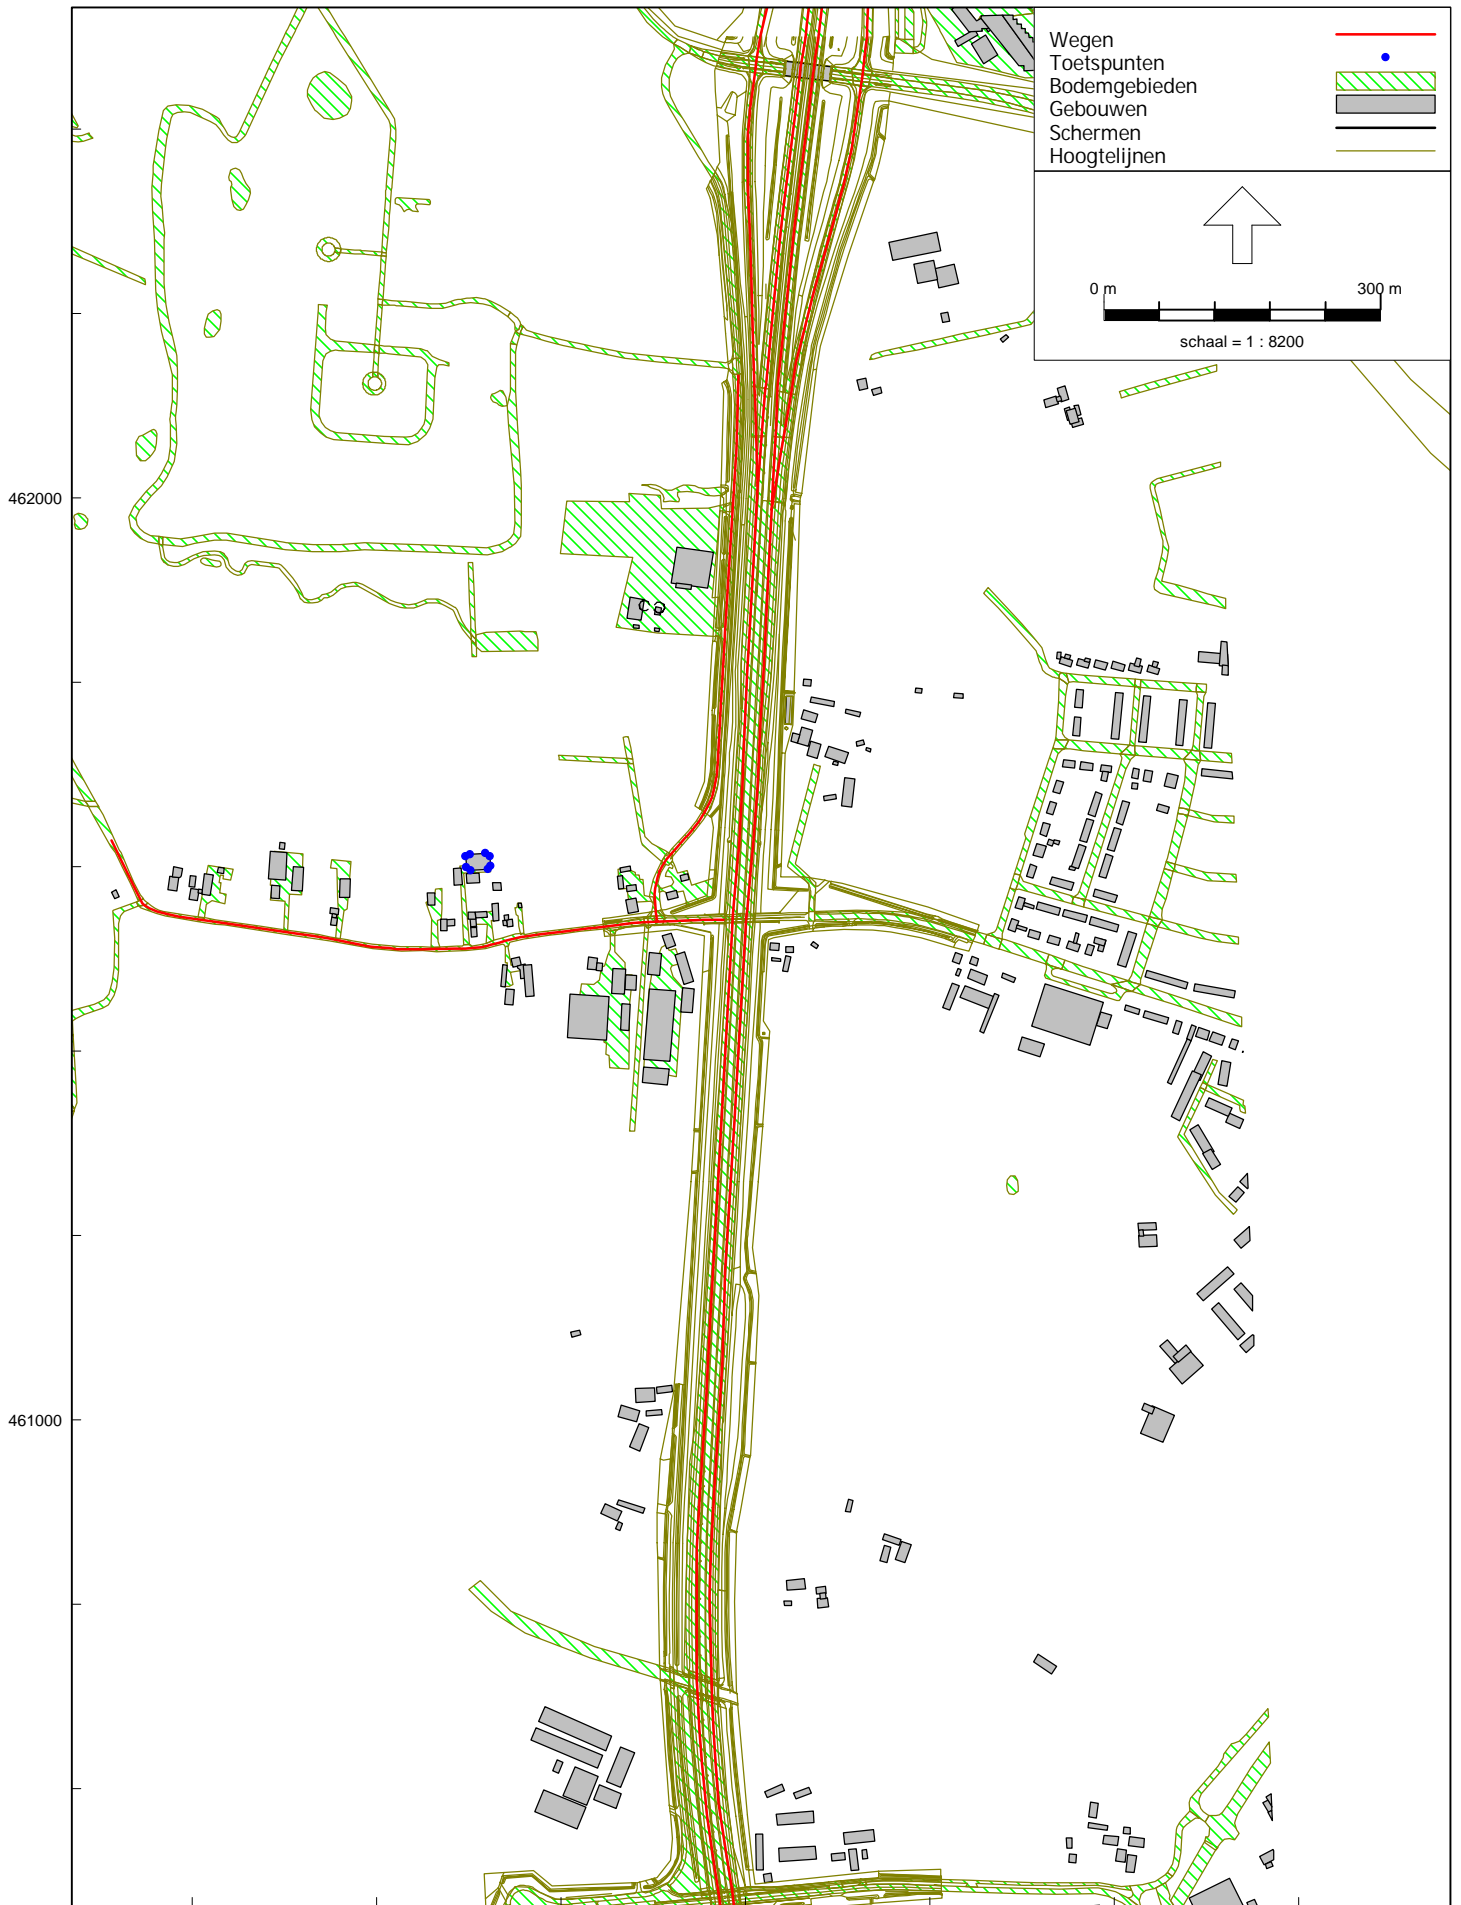 Wegen
Toetspunten
Bodemgebieden
Gebouwen
Schermen
Hoogtelijnen
0 m 300 m
schaal = 1 : 8200
462000
461000